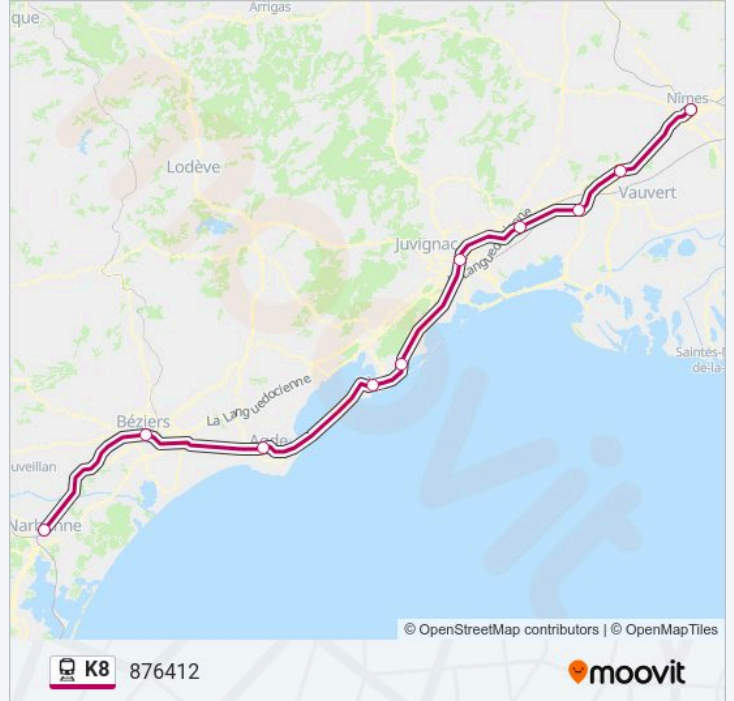 que
Arrigas
Nîmes
Lodève
Vauvert
Juvignac
Languedocienne
Saintes-
de-la-
La Languedocienne
Béziers
Agde
uveillan
Narbonne
© OpenStreetMap contributors | © OpenMapTiles
K8 876412
moovit